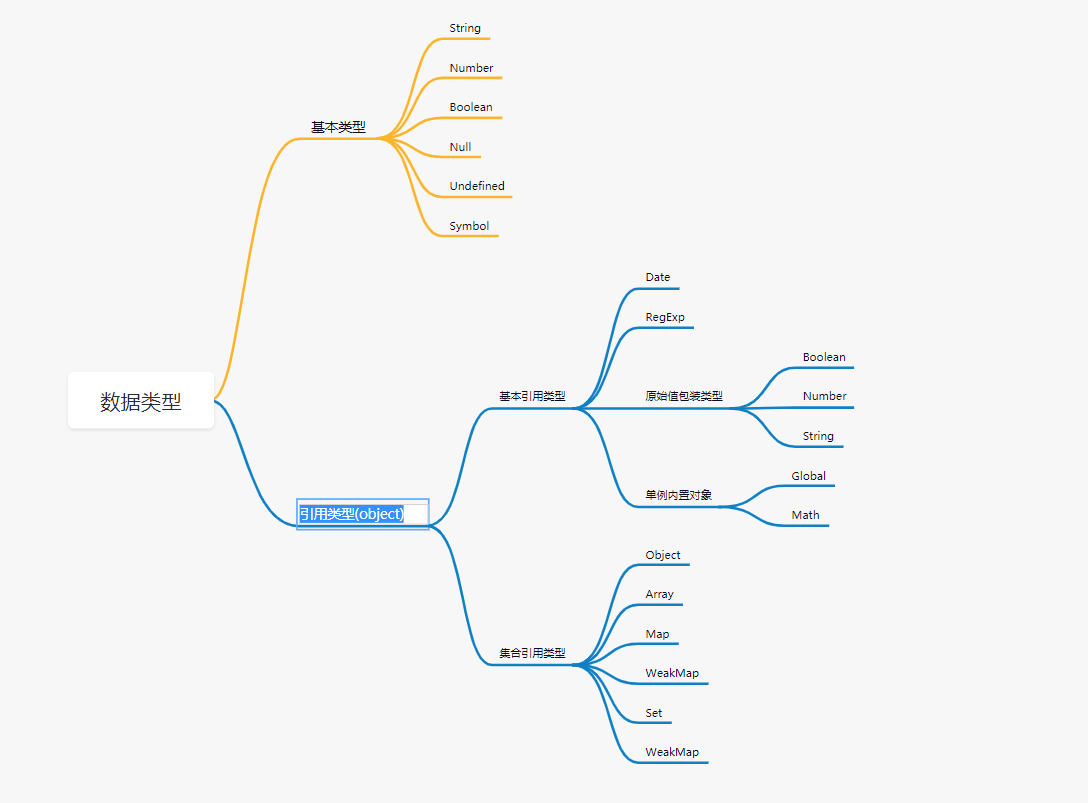 String
Number
Boolean
基本类型
Null
Undefined
Symbol
Date
RegExp
Boolean
基本引用类型
原始值包装类型
Number
数据类型
String
Global
单例内置对象
引用类型(object)
Math
Object
Array
Map
集合引用类型
WeakMap
Set
WeakMap